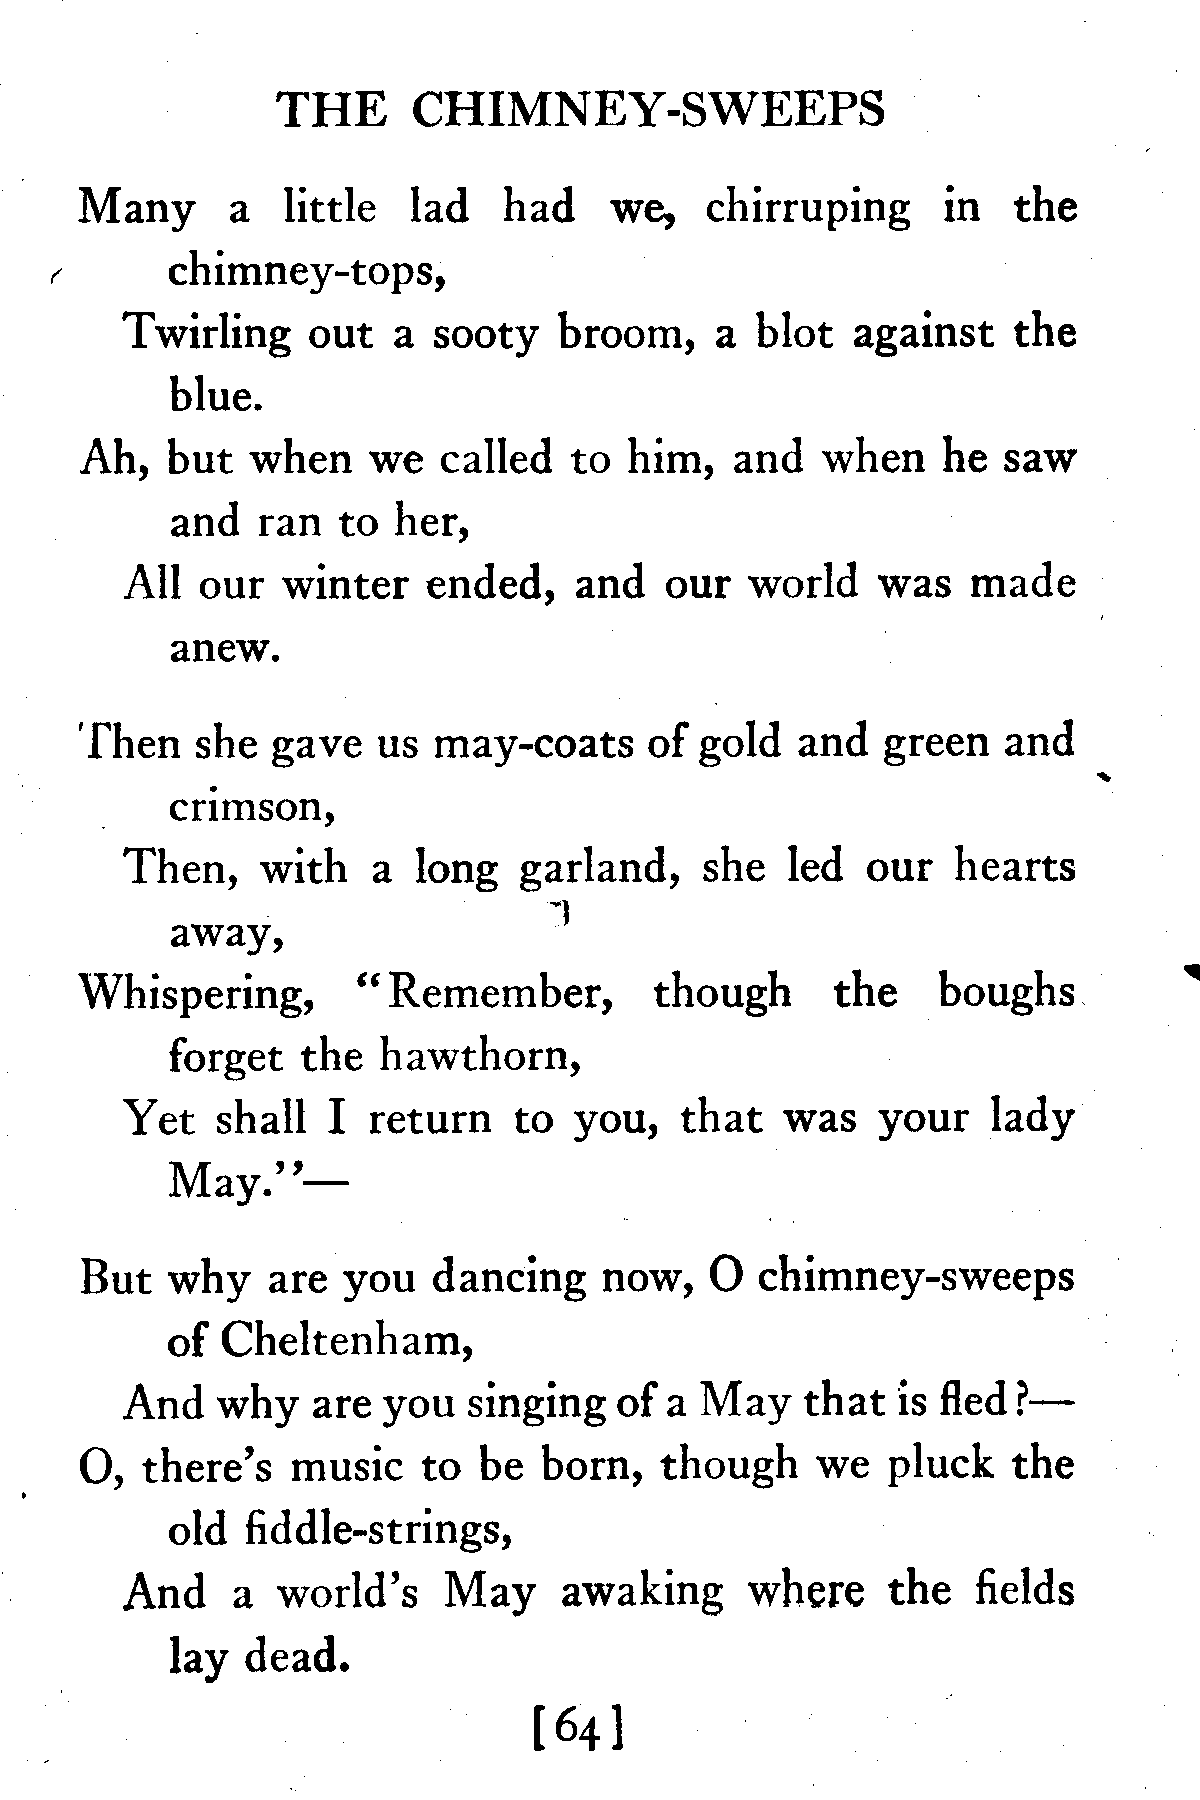 THE CHIMNEY-SWEEPS
Many a little lad had we, chirruping in the
chimney-tops,
Twirling out a sooty broom, a blot against the
blue.
Ah, but when we called to him, and when he saw
and ran to her,
All our winter ended, and our world was made
anew.
Then she gave us may-coats of gold and green and
crimson,
Then, with a long garland, she led our hearts
away,
Whispering, “Remember, though the boughs
forget the hawthorn,
Yet shall I return to you, that was your lady
May.”—
But why are you dancing now, O chimney-sweeps
of Cheltenham,
And why are you singing of a May that is fled?—
O, there’s music to be born, though we pluck the
old fiddle-strings,
And a world’s May awaking where the fields
lay dead.
[64]